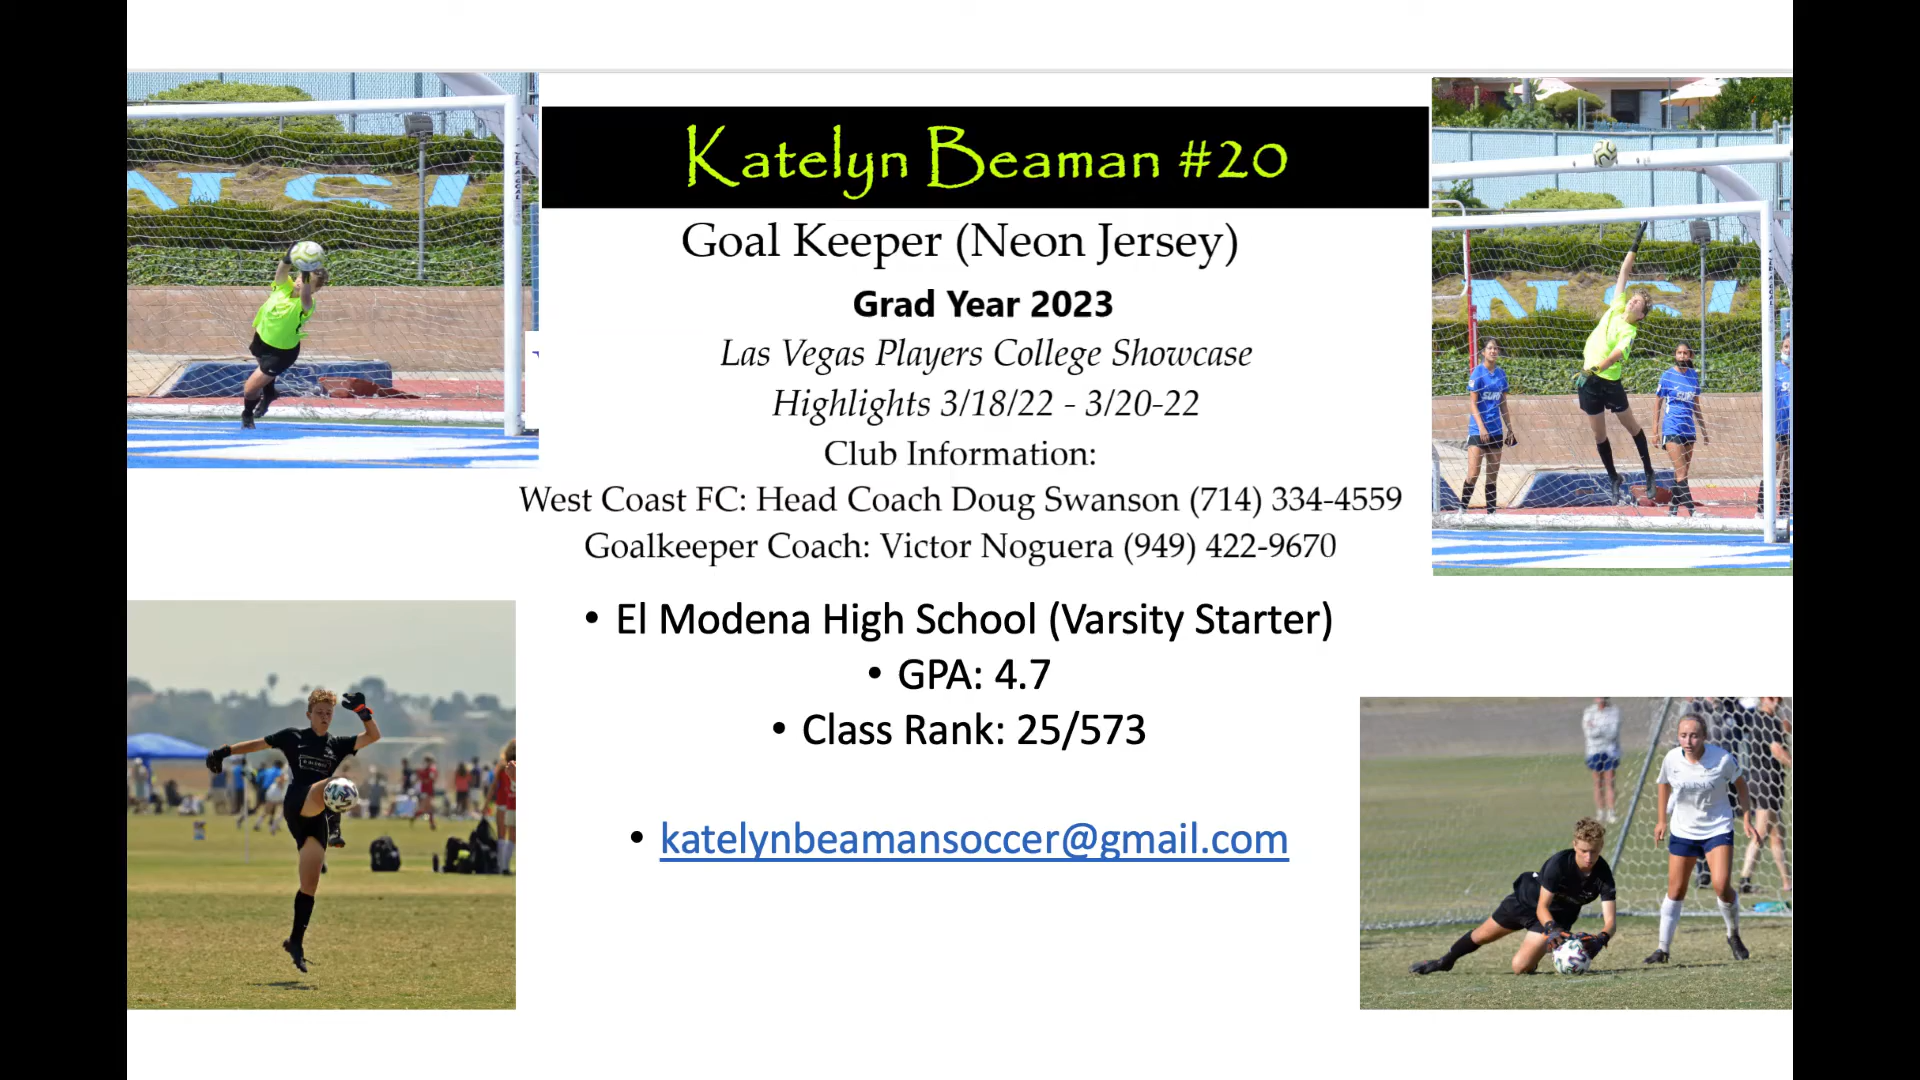 Katelyn Beaman #20
Goal Keeper (Neon Jersey)
Grad Year 2023
Las Vegas Players College Showcase
Highlights 3/18/22 - 3/20-22
Club Information:
West Coast FC: Head Coach Doug Swanson (714) 334-4559
Goalkeeper Coach: Victor Noguera (949) 422-9670
• El Modena High School (Varsity Starter)
• GPA: 4.7
• Class Rank: 25/573
• katelynbeamansoccer@gmail.com